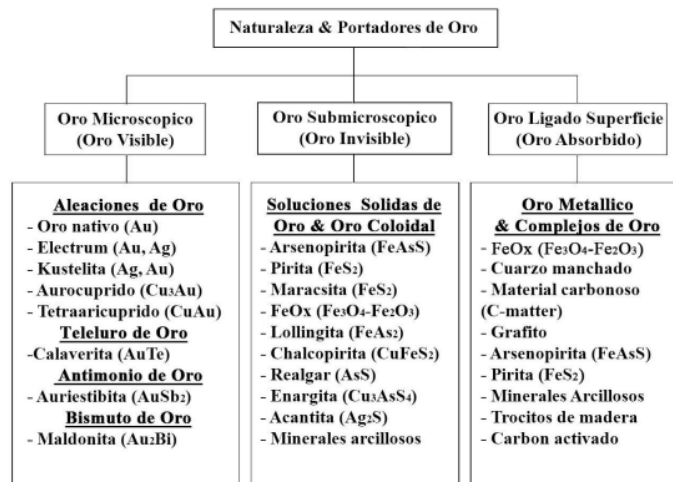 Naturaleza & Portadores de Oro
Oro Microscopico
(Oro Visible)
Oro Submicroscopico
(Oro Invisible)
Oro Ligado Superficie
(Oro Absorbido)
Aleaciones de Oro
- Oro nativo (Au)
- Electrum (Au, Ag)
- Kustelita (Ag, Au)
- Aurocuprido (Cu₃Au)
- Tetraaricuprido (CuAu)
Teleluro de Oro
-Calaverita (AuTe)
Antimonio de Oro
- Auriestibita (AuSb₂)
Bismuto de Oro
- Maldonita (Au₂Bi)
Soluciones Solidas de
Oro & Oro Coloidal
- Arsenopirita (FeAsS)
- Pirita (FeS₂)
- Maracsita (FeS₂)
- FeOx (Fe₃O₄-Fe₂O₃)
- Lollingita (FeAs₂)
- Chalcopirita (CuFeS₂)
- Realgar (AsS)
- Enargita (Cu₃AsS₄)
- Acantita (Ag₂S)
- Minerales arcillosos
Oro Metallico
& Complejos de Oro
- FeOx (Fe₃O₄-Fe₂O₃)
- Cuarzo manchado
- Material carbonoso
(C-matter)
- Grafito
- Arsenopirita (FeAsS)
- Pirita (FeS₂)
- Minerales Arcillosos
- Trocitos de madera
- Carbon activado